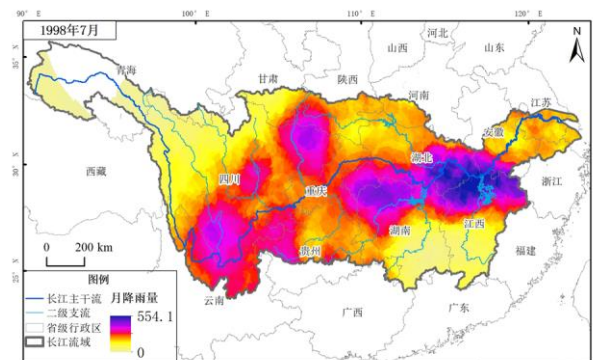 90° E
100° E
110° E
120° E
1998年7月
35° N
30° N
25° N
N
青海
甘肃
陕西
山西
河北
山东
河南
江苏
安徽
湖北
西藏
四川
重庆
浙江
湖南
江西
贵州
福建
云南
广西
广东
0 200 km
图例
长江主干流
二级支流
省级行政区
长江流域
月降雨量
554.1
0